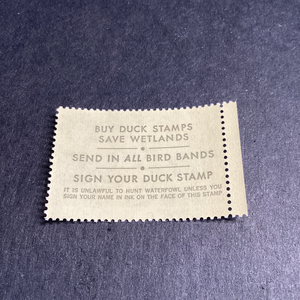 BUY DUCK STAMPS
SAVE WETLANDS
SEND IN ALL BIRD BANDS
SIGN YOUR DUCK STAMP
IT IS UNLAWFUL TO HUNT WATERFOWL UNLESS YOU
SIGN YOUR NAME IN INK ON THE FACE OF THIS STAMP